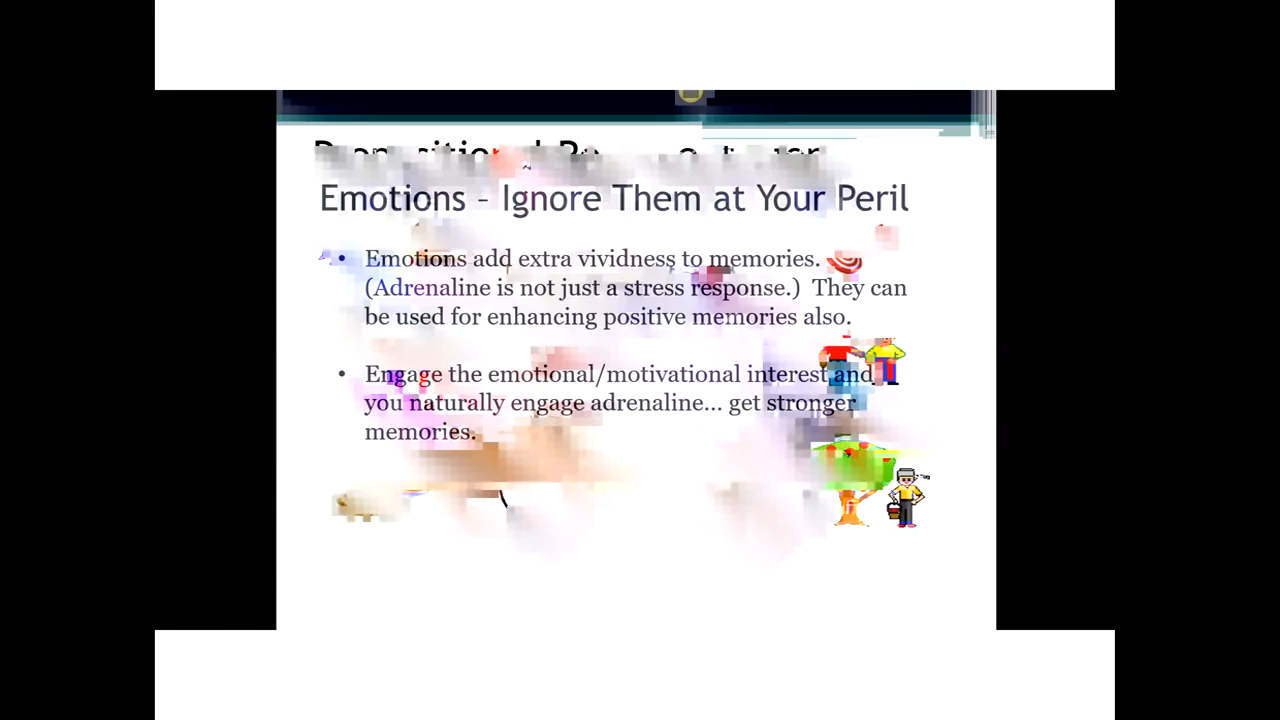 Emotions – Ignore Them at Your Peril
• Emotions add extra vividness to memories.
(Adrenaline is not just a stress response.) They can
be used for enhancing positive memories also.
• Engage the emotional/motivational interest and
you naturally engage adrenaline... get stronger
memories.